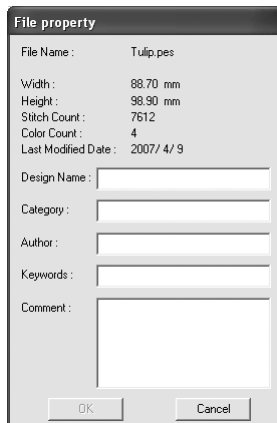 File property
File Name : Tulip.pes
Width : 88.70 mm
Height : 98.90 mm
Stitch Count : 7612
Color Count : 4
Last Modified Date : 2007/ 4/ 9
Design Name :
Category :
Author :
Keywords :
Comment :
OK Cancel